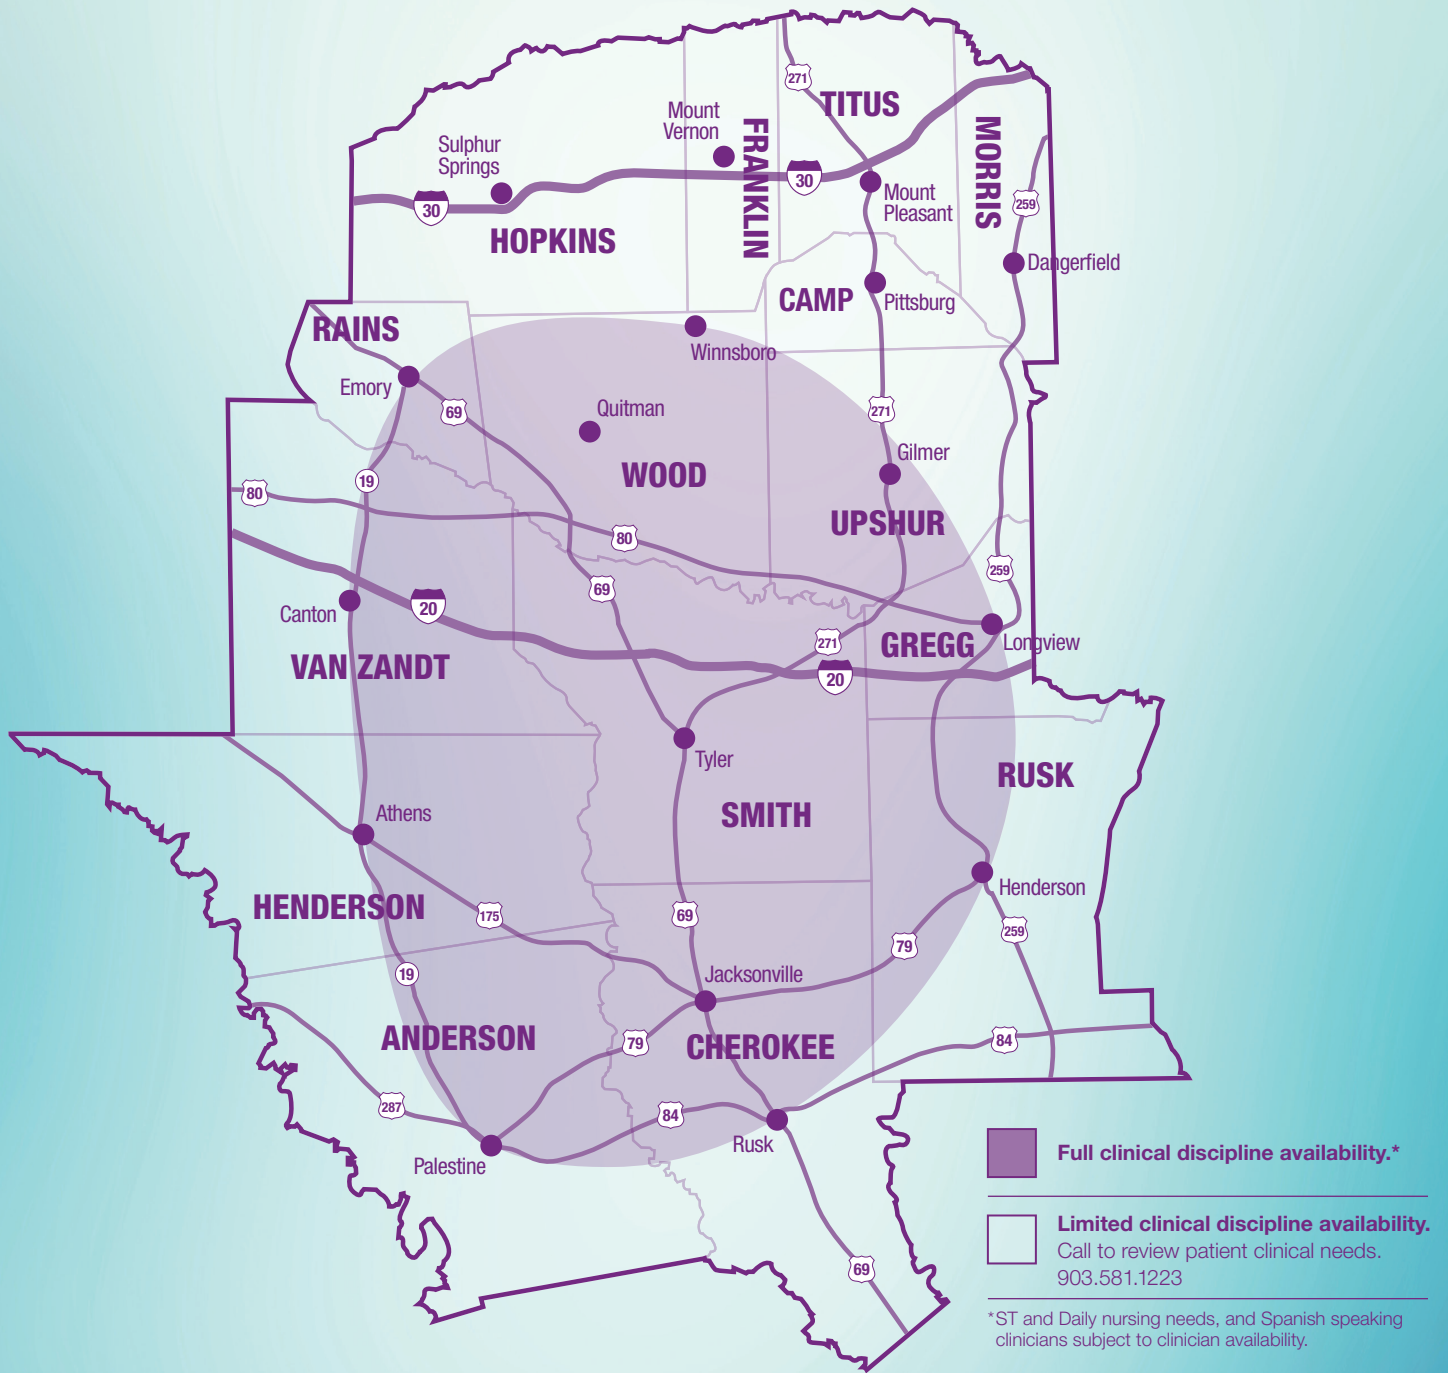 271
TITUS
Mount
Vernon
FRANKLIN
MORRIS
Sulphur
Springs
30
30
Mount
Pleasant
259
HOPKINS
Dangerfield
CAMP
Pittsburg
RAINS
Winnsboro
Emory
69
Quitman
271
Gilmer
WOOD
19
80
UPSHUR
80
259
69
20
Canton
271
GREGG
Longview
VAN ZANDT
20
Tyler
RUSK
Athens
SMITH
Henderson
HENDERSON
175
69
259
79
19
Jacksonville
ANDERSON
79
CHEROKEE
84
287
84
Rusk
Palestine
69
Full clinical discipline availability.*
Limited clinical discipline availability.
Call to review patient clinical needs.
903.581.1223
*ST and Daily nursing needs, and Spanish speaking
clinicians subject to clinician availability.